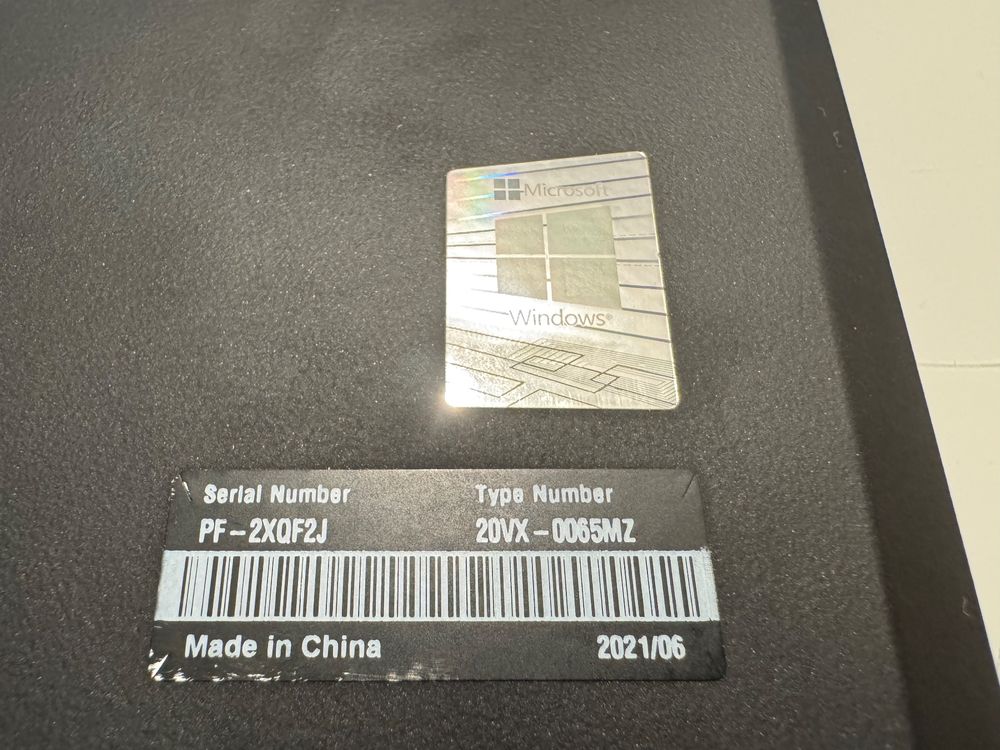 Microsoft
Windows®
Serial Number Type Number
PF-2XQF2J 20VX-0065MZ
Made in China 2021/06